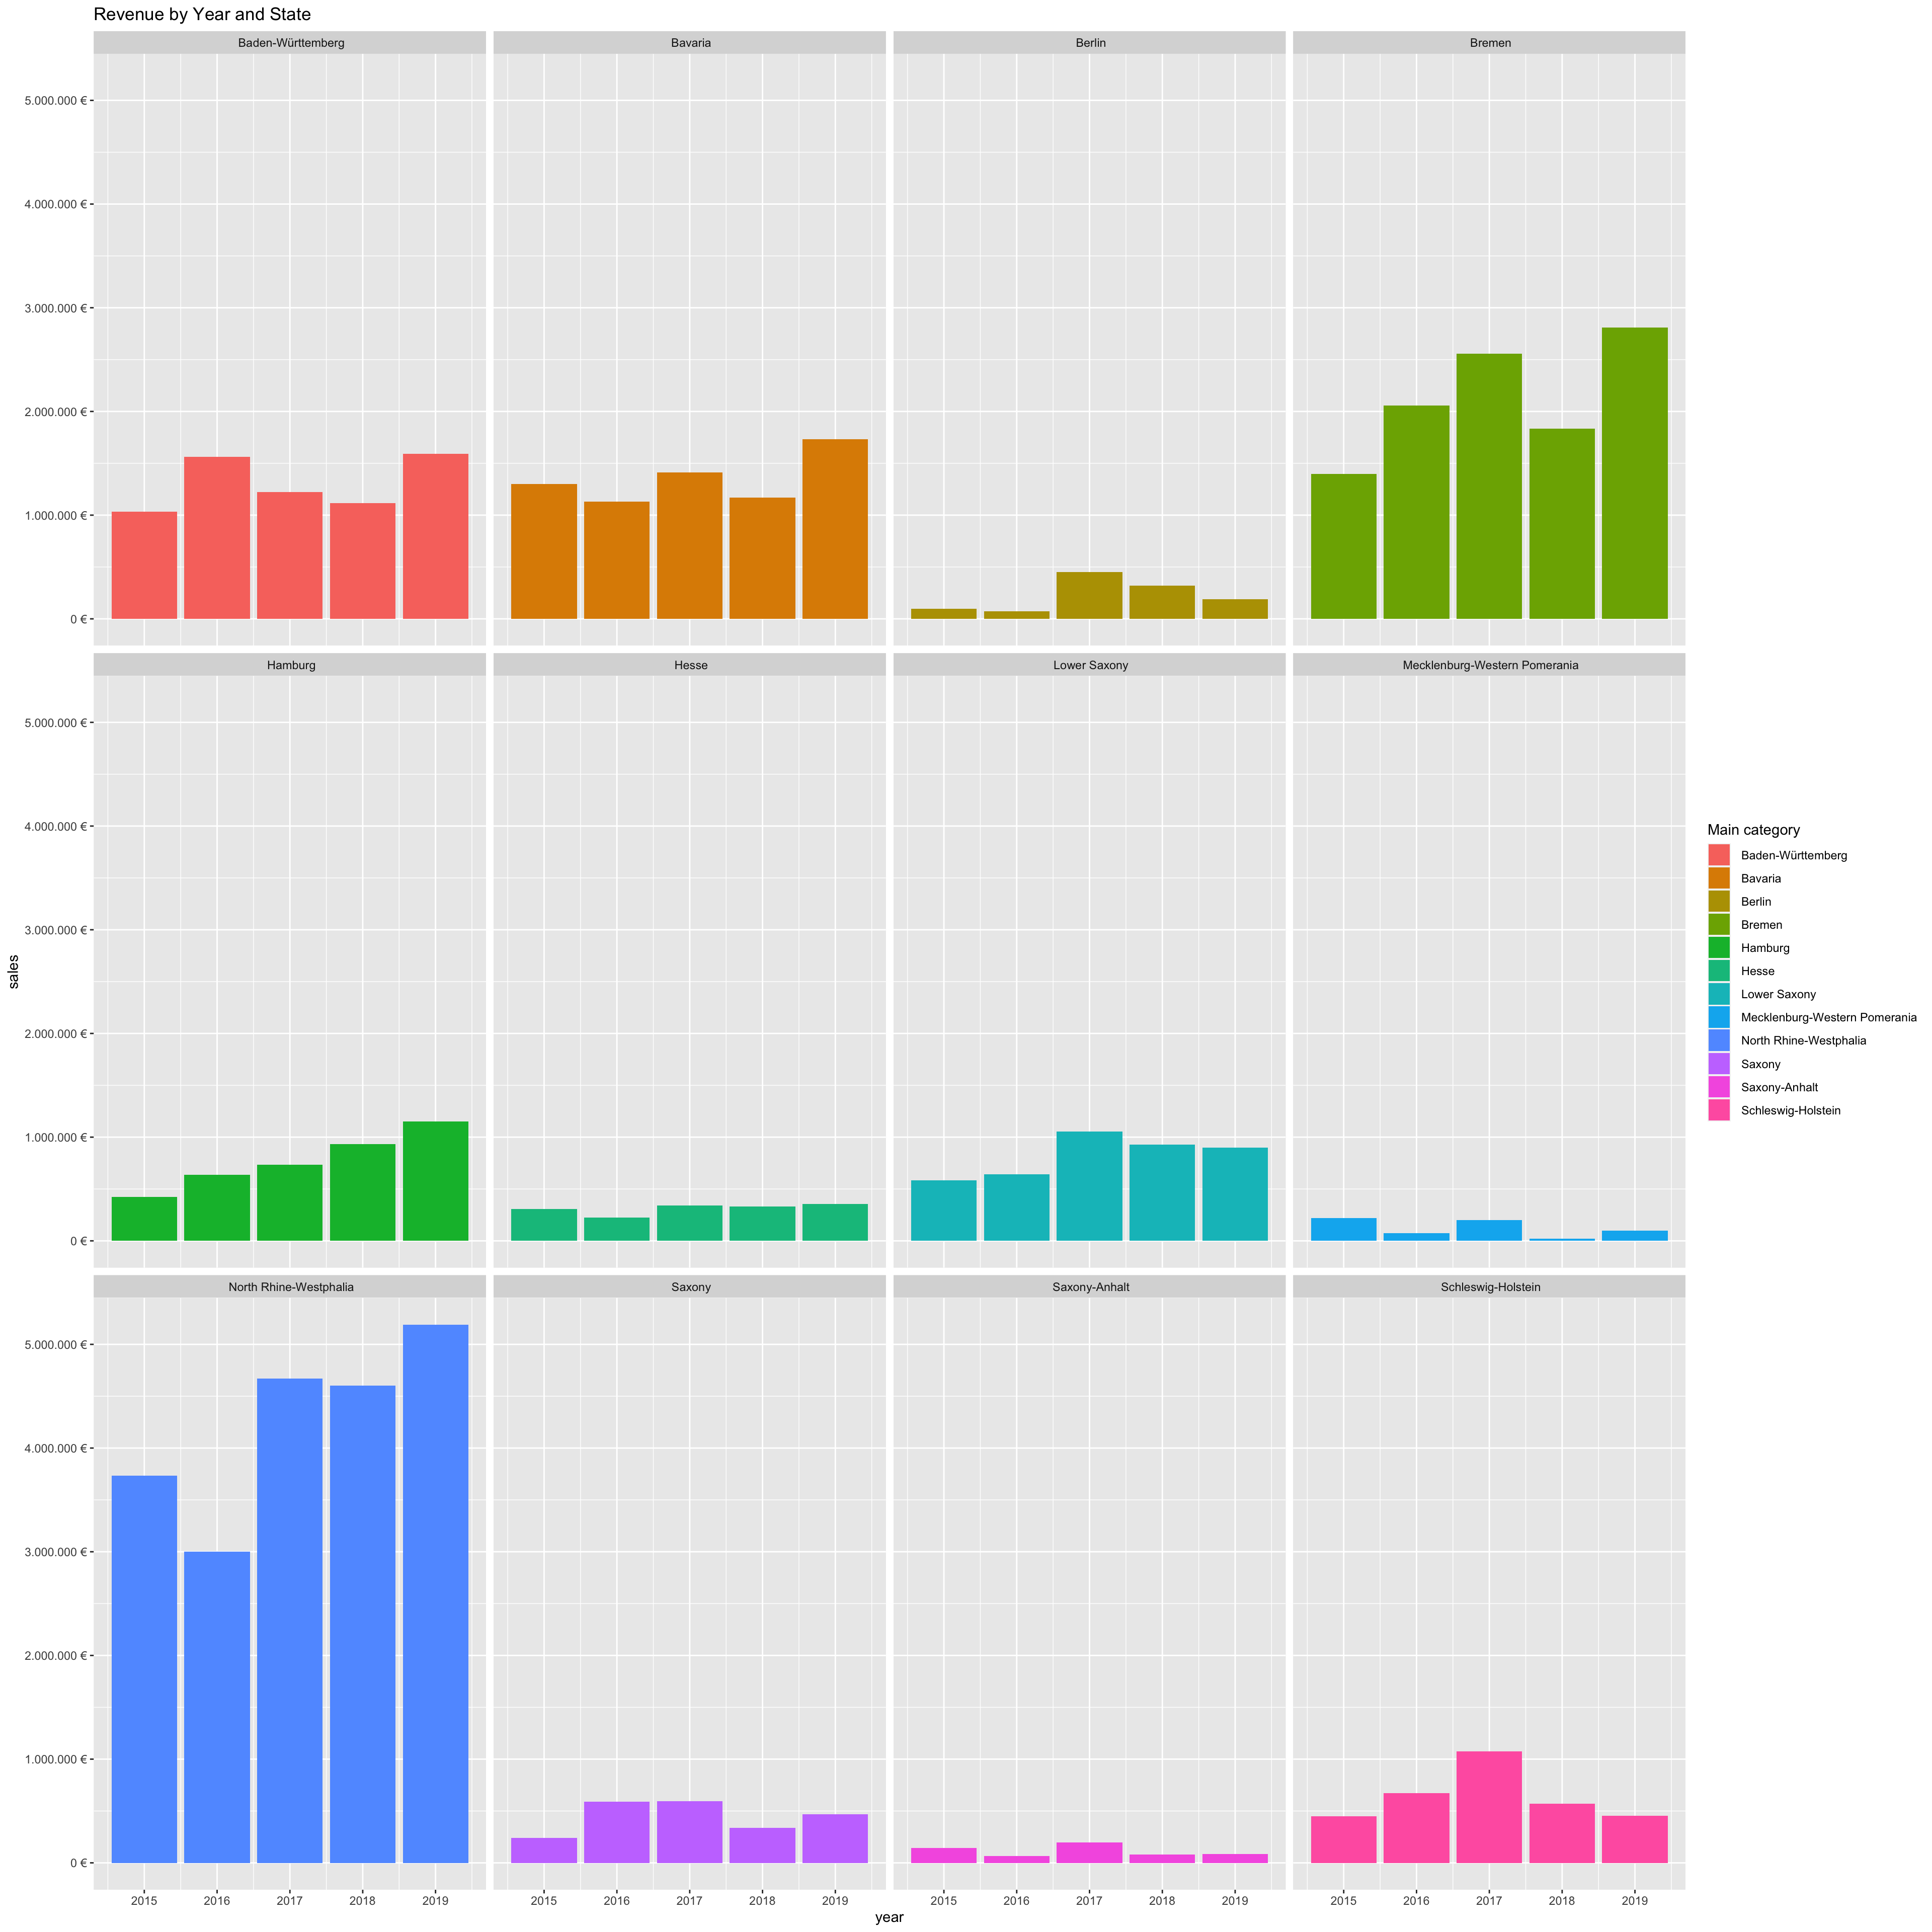 Revenue by Year and State
Baden-Württemberg
Bavaria
Berlin
Bremen
5.000.000 €
4.000.000 €
3.000.000 €
2.000.000 €
1.000.000 €
0 €
Hamburg
Hesse
Lower Saxony
Mecklenburg-Western Pomerania
5.000.000 €
4.000.000 €
3.000.000 €
2.000.000 €
1.000.000 €
0 €
North Rhine-Westphalia
Saxony
Saxony-Anhalt
Schleswig-Holstein
5.000.000 €
4.000.000 €
3.000.000 €
2.000.000 €
1.000.000 €
0 €
2015 2016 2017 2018 2019
2015 2016 2017 2018 2019
2015 2016 2017 2018 2019
2015 2016 2017 2018 2019
year
sales
Main category
Baden-Württemberg
Bavaria
Berlin
Bremen
Hamburg
Hesse
Lower Saxony
Mecklenburg-Western Pomerania
North Rhine-Westphalia
Saxony
Saxony-Anhalt
Schleswig-Holstein